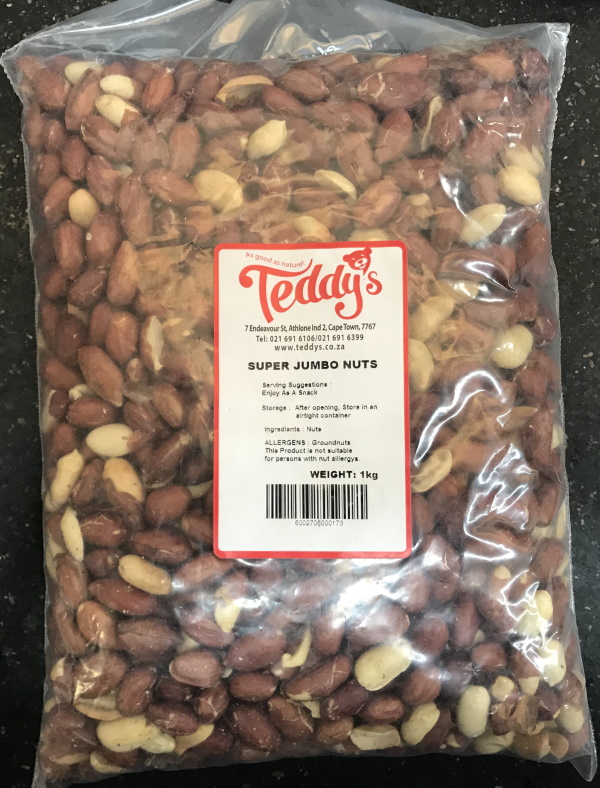 As good as nature!
Teddy's
7 Endeavour St, Athlone Ind 2, Cape Town, 7767
Tel: 021 691 6106/021 691 6399
www.teddys.co.za
SUPER JUMBO NUTS
Serving Suggestions :
Enjoy As A Snack
Storage : After opening, Store in an
airtight container
Ingrediants : Nuts
ALLERGENS : Groundnuts
This Product is not suitable
for persons with nut allergys.
WEIGHT: 1kg
6002706000173